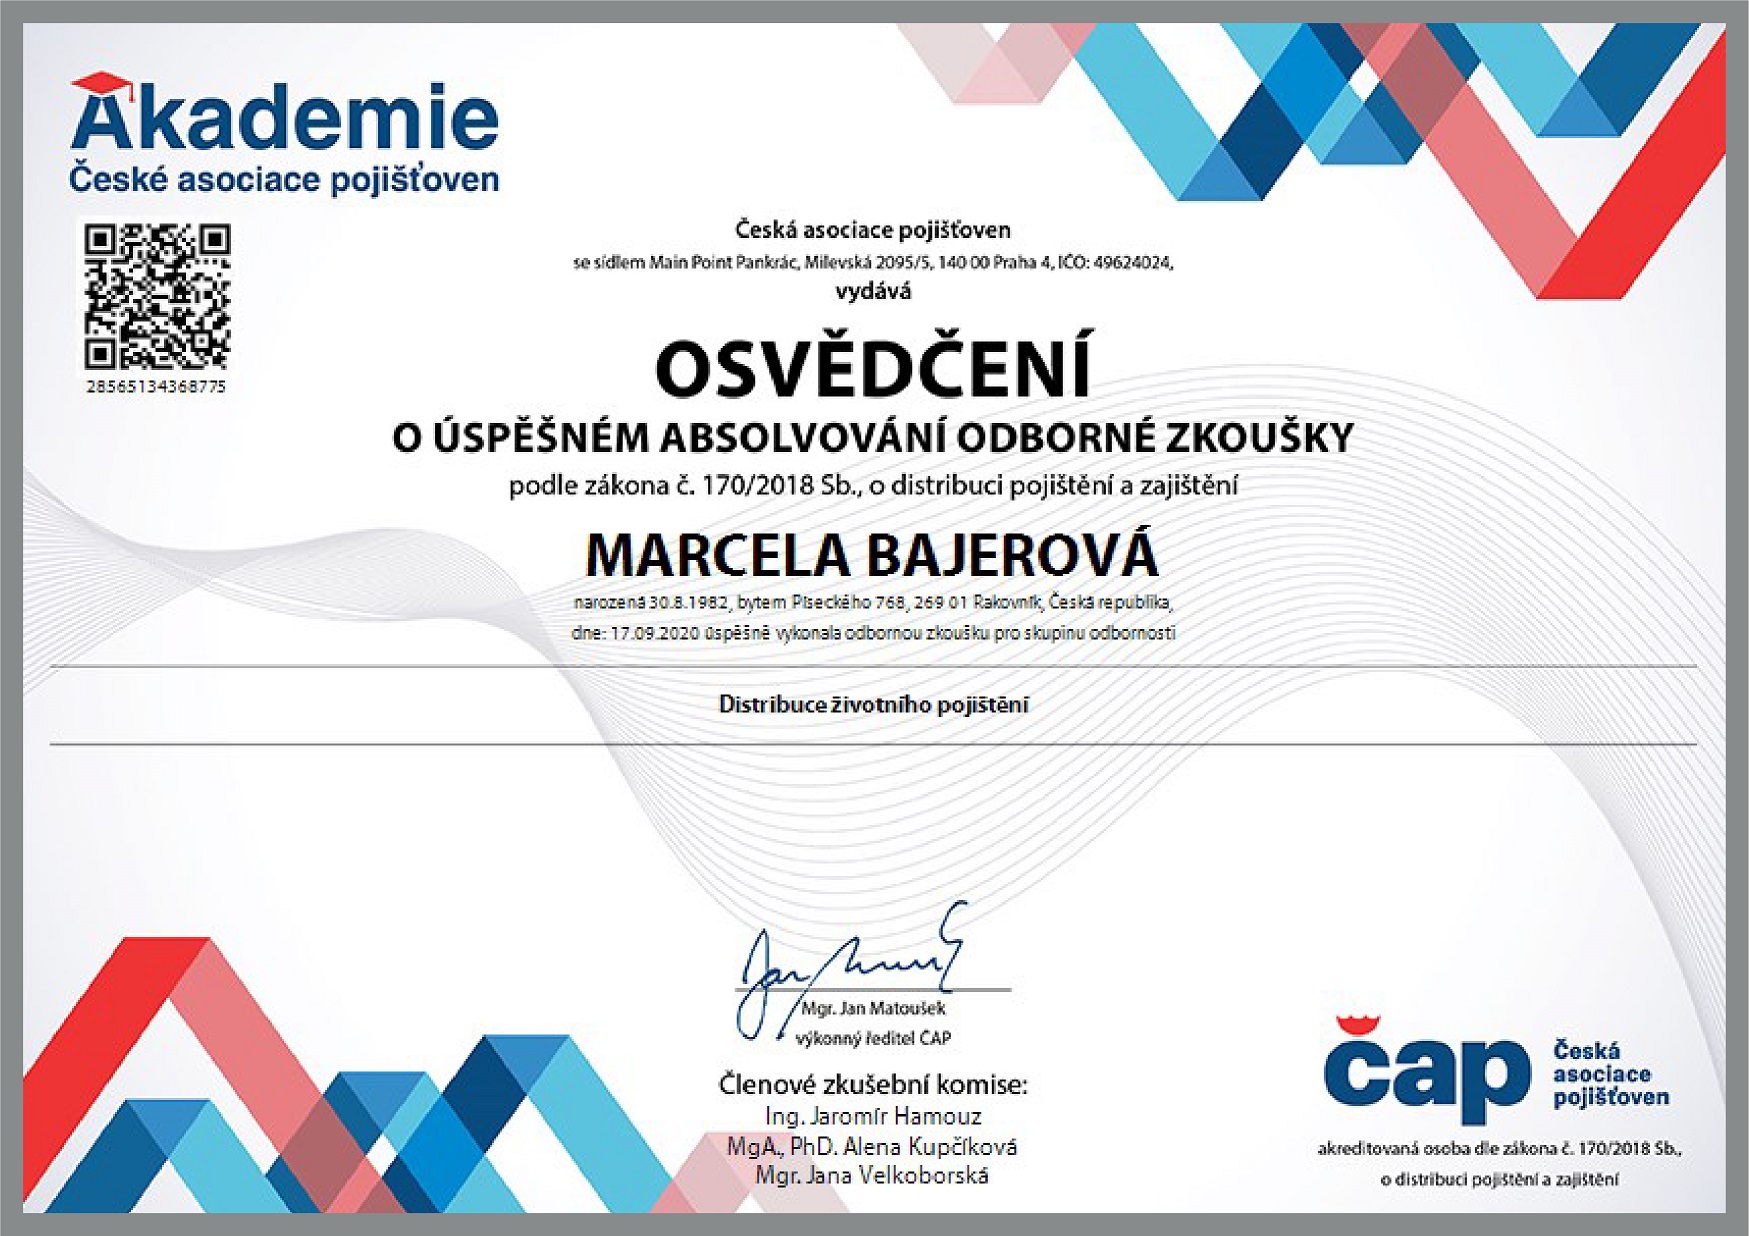 Akademie
České asociace pojišťoven
28565134368775
Česká asociace pojišťoven
se sídlem Main Point Pankrác, Milevská 2095/5, 140 00 Praha 4, IČO: 49624024,
vydává
OSVĚDČENÍ
O ÚSPĚŠNÉM ABSOLVOVÁNÍ ODBORNÉ ZKOUŠKY
podle zákona č. 170/2018 Sb., o distribuci pojištění a zajištění
MARCELA BAJEROVÁ
narozená 30.8.1982, bytem Píseckého 768, 269 01 Rakovník, Česká republika,
dne: 17.09.2020 úspěšně vykonala odbornou zkoušku pro skupinu odbornosti
Distribuce životního pojištění
Mgr. Jan Matoušek
výkonný ředitel ČAP
Členové zkušební komise:
Ing. Jaromír Hamouz
MgA., PhD. Alena Kupčíková
Mgr. Jana Velkoborská
čap
Česká
asociace
pojišťoven
akreditovaná osoba dle zákona č. 170/2018 Sb.,
o distribuci pojištění a zajištění